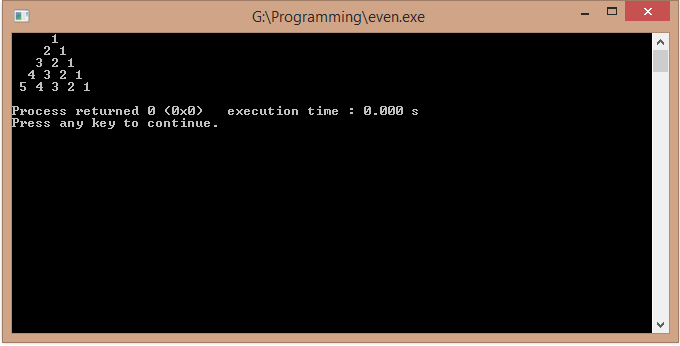 G:\Programming\even.exe
     1
    2 1
   3 2 1
  4 3 2 1
 5 4 3 2 1
Process returned 0 (0x0)   execution time : 0.000 s
Press any key to continue.